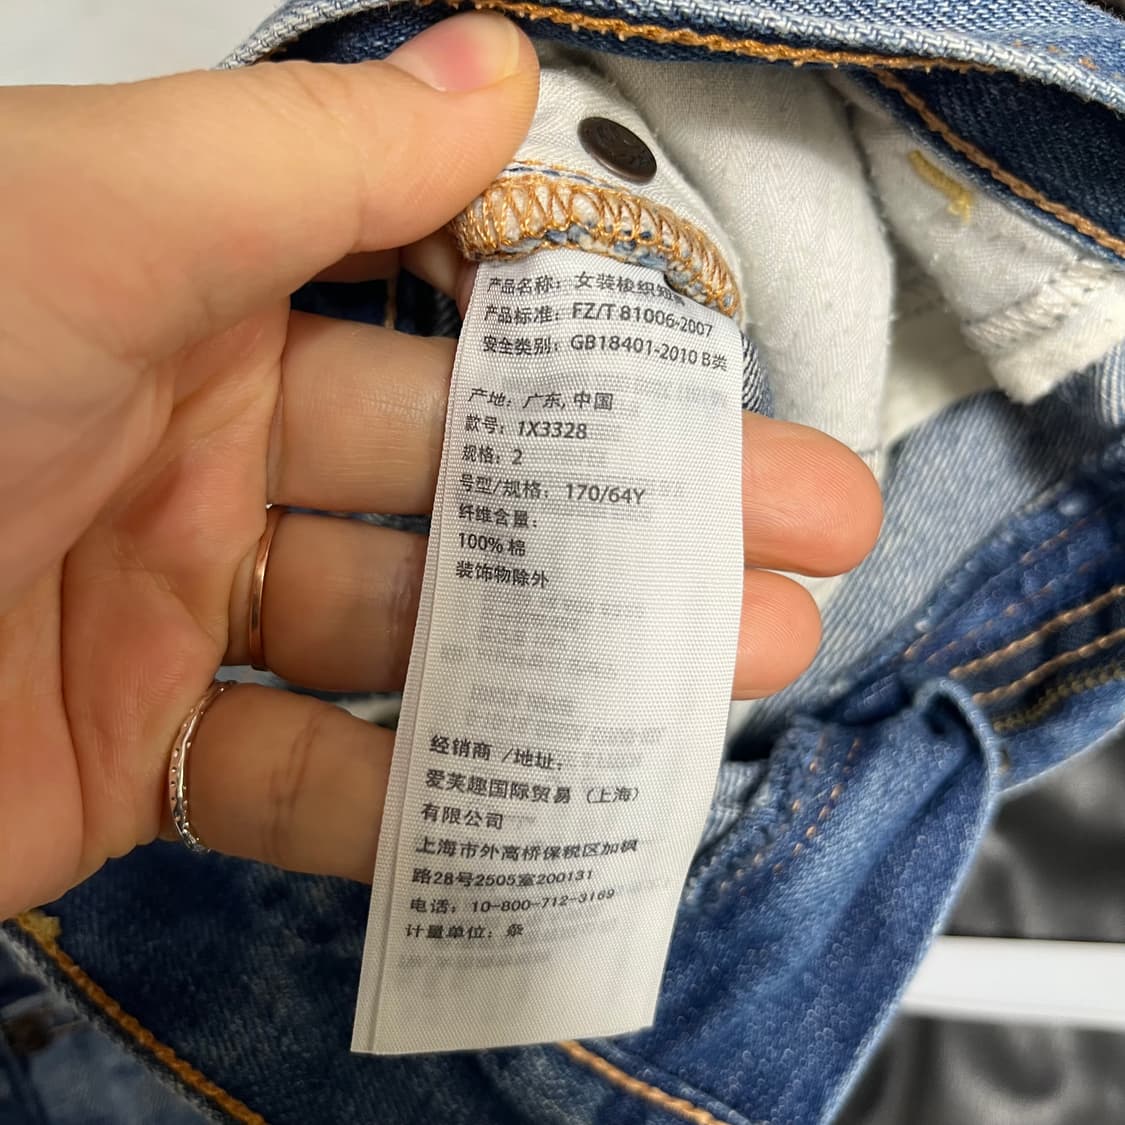 产品名称：女装梭织短
产品标准：FZ/T 81006-2007
安全类别：GB18401-2010 B类
产地：广东, 中国
款号：1X3328
规格：2
号型/规格：170/64Y
纤维含量：
100% 棉
装饰物除外
经销商 /地址：
爱芙趣国际贸易（上海）
有限公司
上海市外高桥保税区加枫
路28号2505室200131
电话：10-800-712-3169
计量单位：条